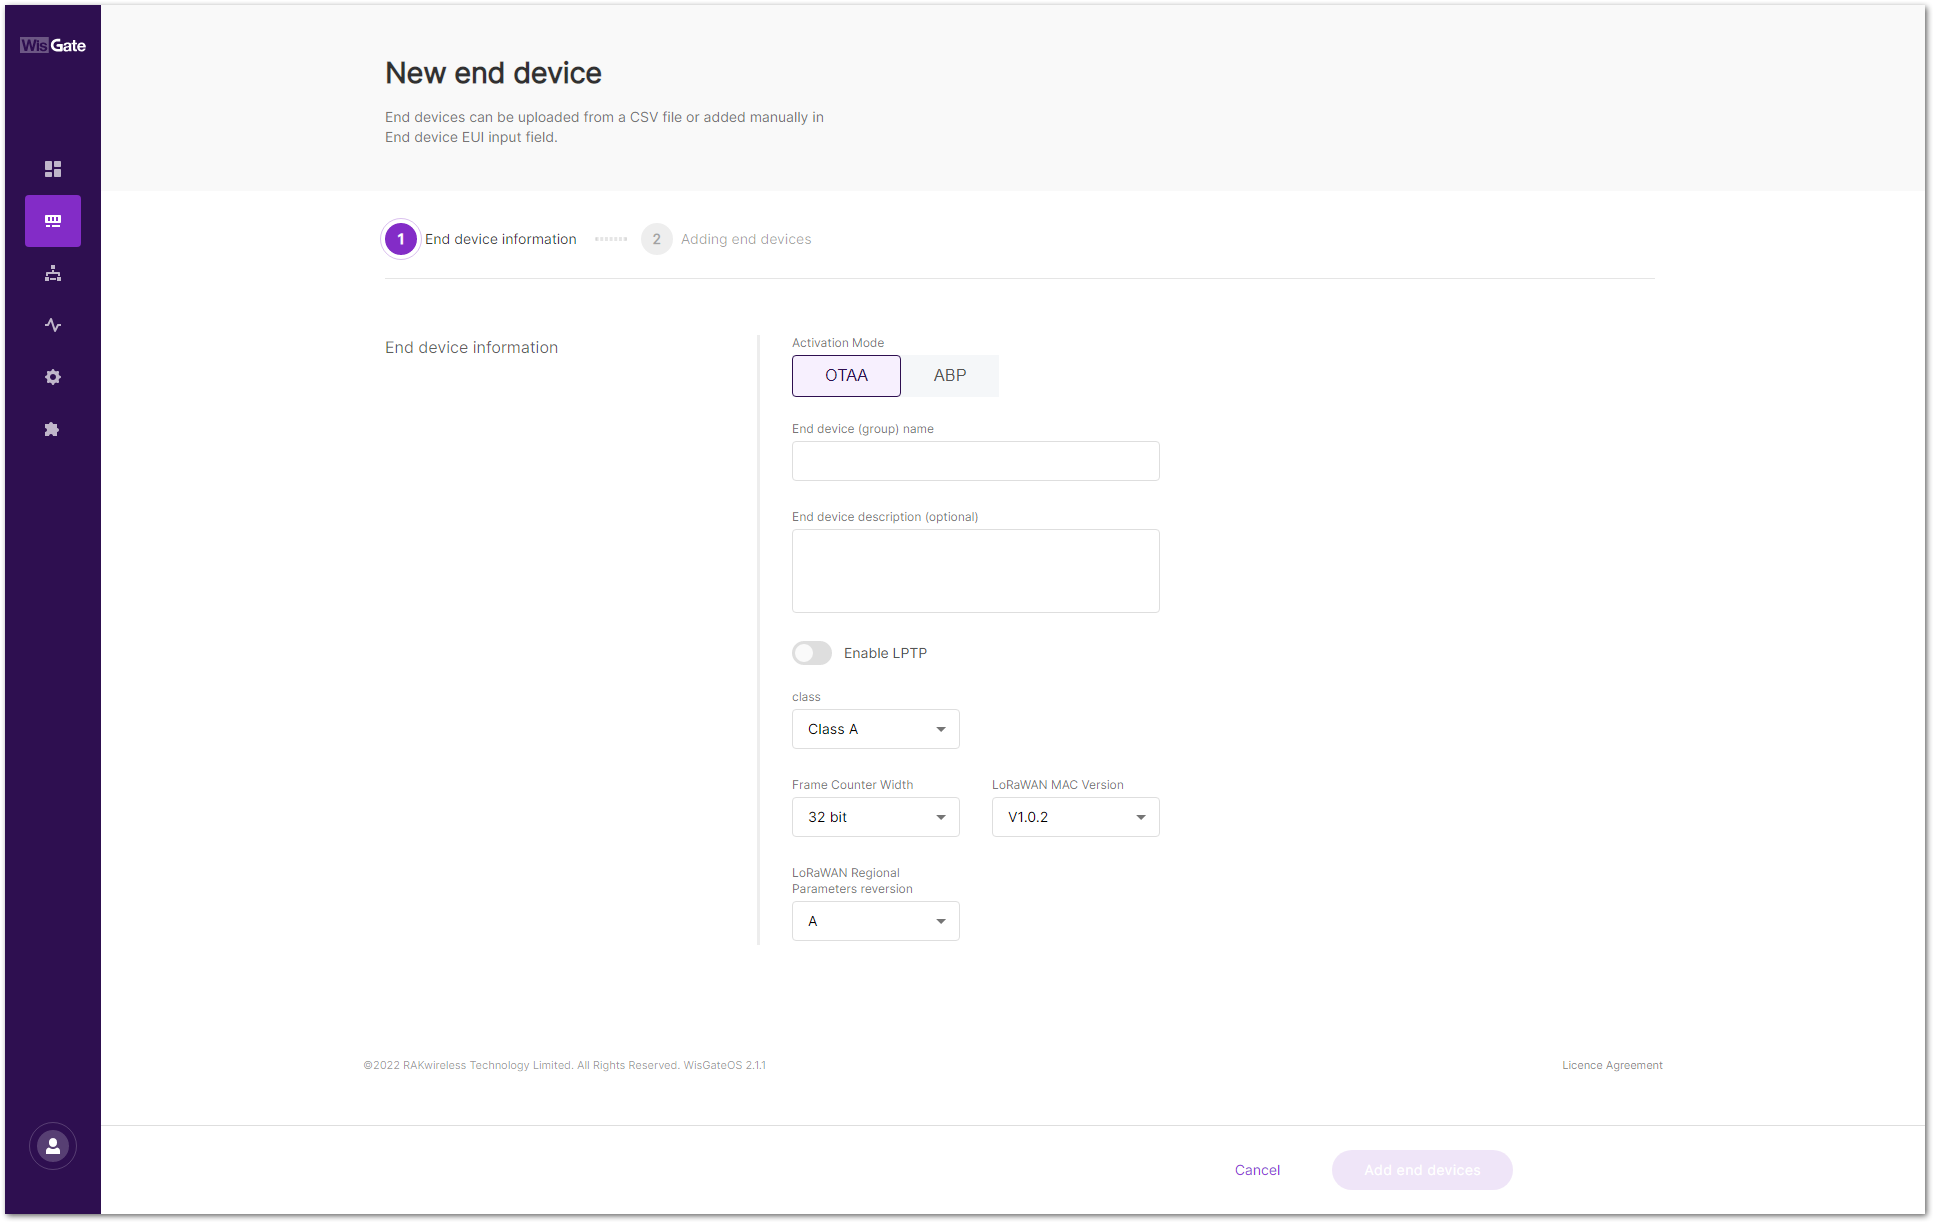 WisGate
New end device
End devices can be uploaded from a CSV file or added manually in
End device EUI input field.
1 End device information 2 Adding end devices
End device information
Activation Mode
OTAA ABP
End device (group) name
End device description (optional)
Enable LPTP
class
Class A
Frame Counter Width LoRaWAN MAC Version
32 bit V1.0.2
LoRaWAN Regional
Parameters reversion
A
©2022 RAKwireless Technology Limited. All Rights Reserved. WisGateOS 2.1.1 Licence Agreement
Cancel Add end devices